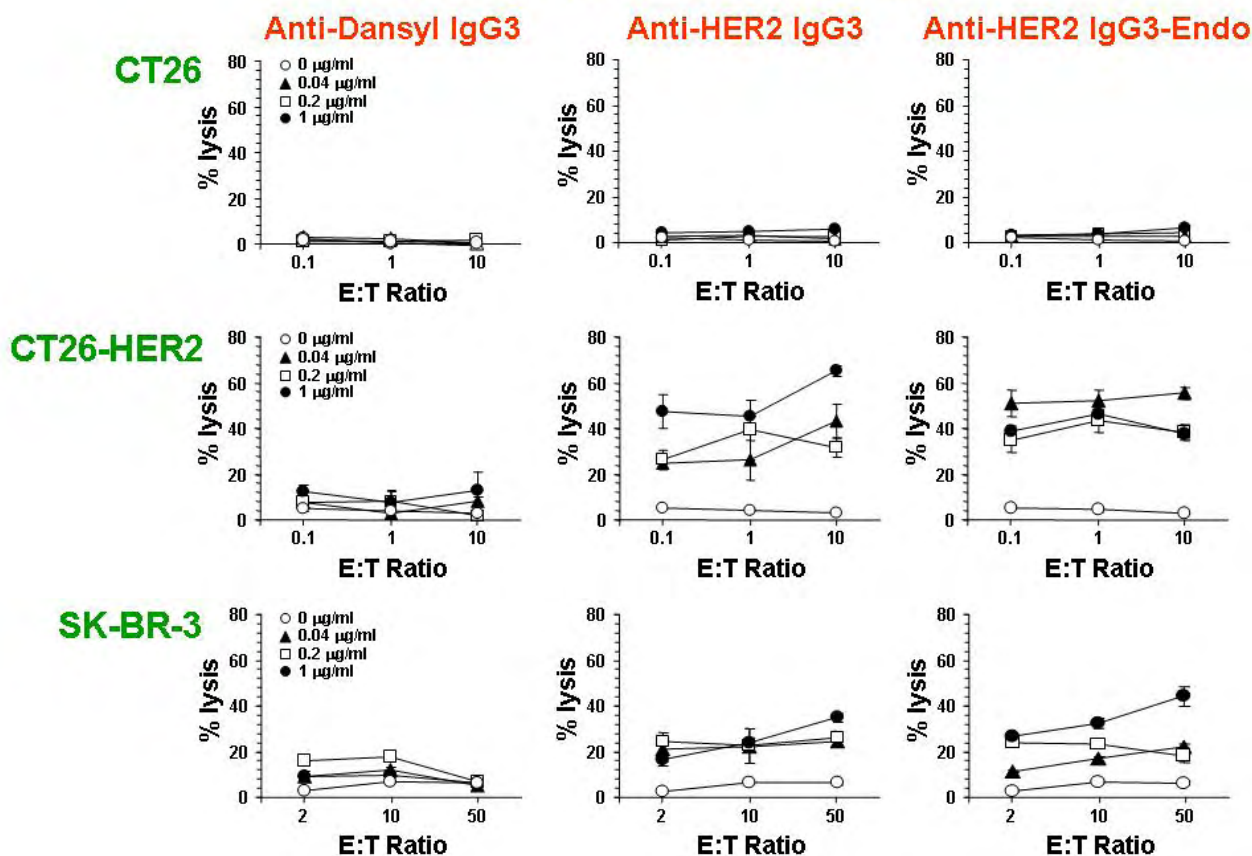 Anti-Dansyl IgG3
Anti-HER2 IgG3
Anti-HER2 IgG3-Endo
CT26
% lysis
80
60
40
20
0
0 µg/ml
0.04 µg/ml
0.2 µg/ml
1 µg/ml
0.1
1
10
E:T Ratio
% lysis
80
60
40
20
0
0.1
1
10
E:T Ratio
% lysis
80
60
40
20
0
0.1
1
10
E:T Ratio
CT26-HER2
% lysis
80
60
40
20
0
0 µg/ml
0.04 µg/ml
0.2 µg/ml
1 µg/ml
0.1
1
10
E:T Ratio
% lysis
80
60
40
20
0
0.1
1
10
E:T Ratio
% lysis
80
60
40
20
0
0.1
1
10
E:T Ratio
SK-BR-3
% lysis
80
60
40
20
0
0 µg/ml
0.04 µg/ml
0.2 µg/ml
1 µg/ml
2
10
50
E:T Ratio
% lysis
80
60
40
20
0
2
10
50
E:T Ratio
% lysis
80
60
40
20
0
2
10
50
E:T Ratio